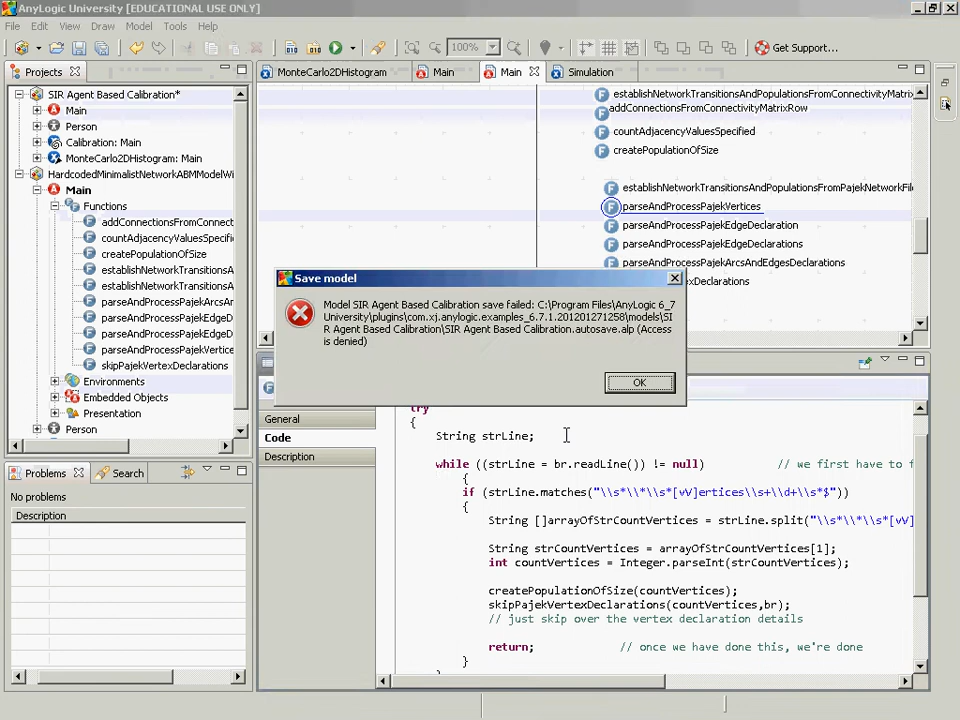 AnyLogic University [EDUCATIONAL USE ONLY]
File Edit View Draw Model Tools Help
100% Get Support...
Projects
MonteCarlo2DHistogram Main Main Simulation
SIR Agent Based Calibration*
Main
Person
Calibration: Main
MonteCarlo2DHistogram: Main
HardcodedMinimalistNetworkABMModelWi
Main
Functions
addConnectionsFromConnect
countAdjacencyValuesSpecified
createPopulationOfSize
establishNetworkTransitionsA
establishNetworkTransitionsA
parseAndProcessPajekArcsAn
parseAndProcessPajekEdgeD
parseAndProcessPajekEdgeD
parseAndProcessPajekVertice
skipPajekVertexDeclarations
Environments
Embedded Objects
Presentation
Person
establishNetworkTransitionsAndPopulationsFromConnectivityMatrix
addConnectionsFromConnectivityMatrixRow
countAdjacencyValuesSpecified
createPopulationOfSize
establishNetworkTransitionsAndPopulationsFromPajekNetworkFile
parseAndProcessPajekVertices
parseAndProcessPajekEdgeDeclaration
parseAndProcessPajekEdgeDeclarations
parseAndProcessPajekArcsAndEdgesDeclarations
Declarations
Save model
Model SIR Agent Based Calibration save failed: C:\Program Files\AnyLogic 6_7
University\plugins\com.xj.anylogic.examples_6.7.1.201201271258\models\SI
R Agent Based Calibration\SIR Agent Based Calibration.autosave.alp (Access
is denied)
OK
Problems Search
No problems
Description
General
Code
Description
try
{
String strLine;
while ((strLine = br.readLine()) != null) // we first have to f
{
if (strLine.matches("\\s*\\*\\s*[vV]ertices\\s+\\d+\\s*$"))
{
String []arrayOfStrCountVertices = strLine.split("\\s*\\*\\s*[vV]
String strCountVertices = arrayOfStrCountVertices[1];
int countVertices = Integer.parseInt(strCountVertices);
createPopulationOfSize(countVertices);
skipPajekVertexDeclarations(countVertices,br);
// just skip over the vertex declaration details
return; // once we have done this, we're done
}